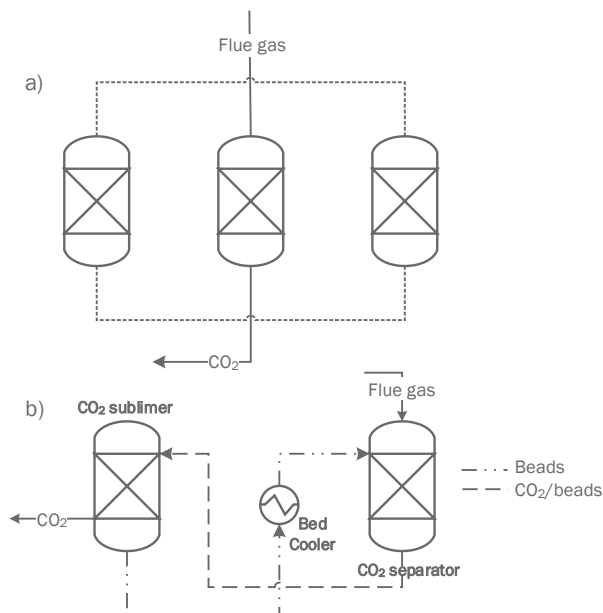 Flue gas
a)
CO₂
Flue gas
b)
CO₂ sublimer
Beads
CO₂/beads
CO₂
Bed
Cooler
CO₂ separator